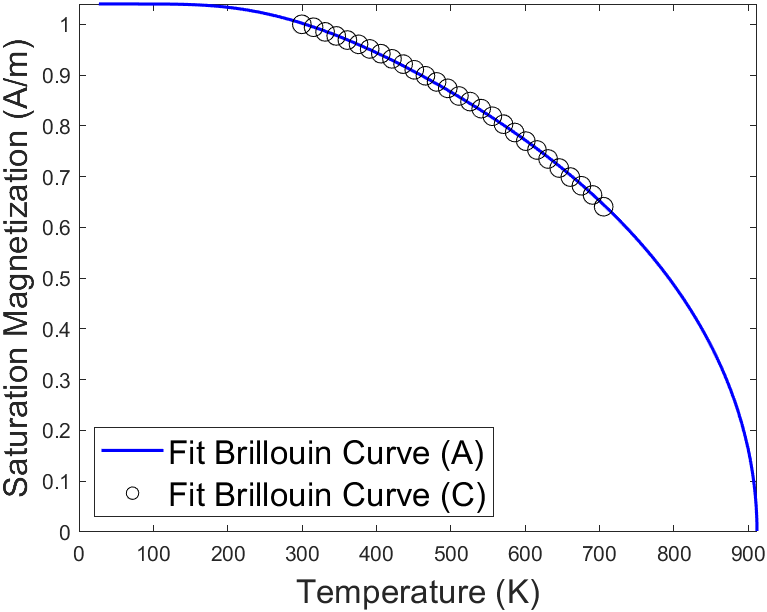 Saturation Magnetization (A/m)
1
0.9
0.8
0.7
0.6
0.5
0.4
0.3
0.2
0.1
0
Fit Brillouin Curve (A)
Fit Brillouin Curve (C)
0 100 200 300 400 500 600 700 800 900
Temperature (K)